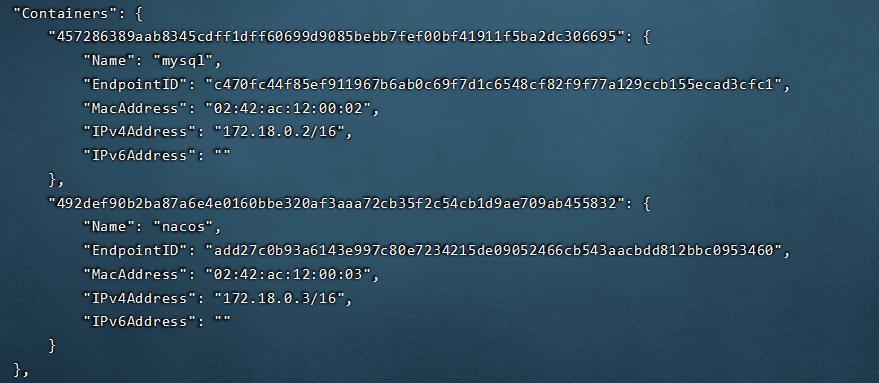 "Containers": {
"457286389aab8345cdff1dff60699d9085bebb7fef00bf41911f5ba2dc306695": {
"Name": "mysql",
"EndpointID": "c470fc44f85ef911967b6ab0c69f7d1c6548cf82f9f77a129ccb155ecad3cfc1",
"MacAddress": "02:42:ac:12:00:02",
"IPv4Address": "172.18.0.2/16",
"IPv6Address": ""
},
"492def90b2ba87a6e4e0160bbe320af3aaa72cb35f2c54cb1d9ae709ab455832": {
"Name": "nacos",
"EndpointID": "add27c0b93a6143e997c80e7234215de09052466cb543aacbdd812bbc0953460",
"MacAddress": "02:42:ac:12:00:03",
"IPv4Address": "172.18.0.3/16",
"IPv6Address": ""
}
},